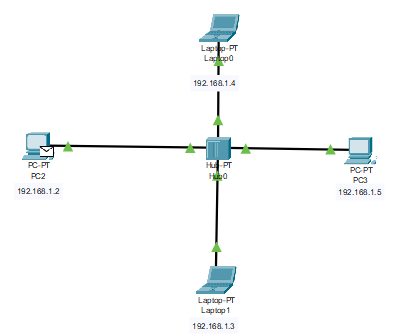 Laptop-PT
Laptop0
192.168.1.4
PC-PT
PC2
192.168.1.2
Hub-PT
Hub0
PC-PT
PC3
192.168.1.5
Laptop-PT
Laptop1
192.168.1.3